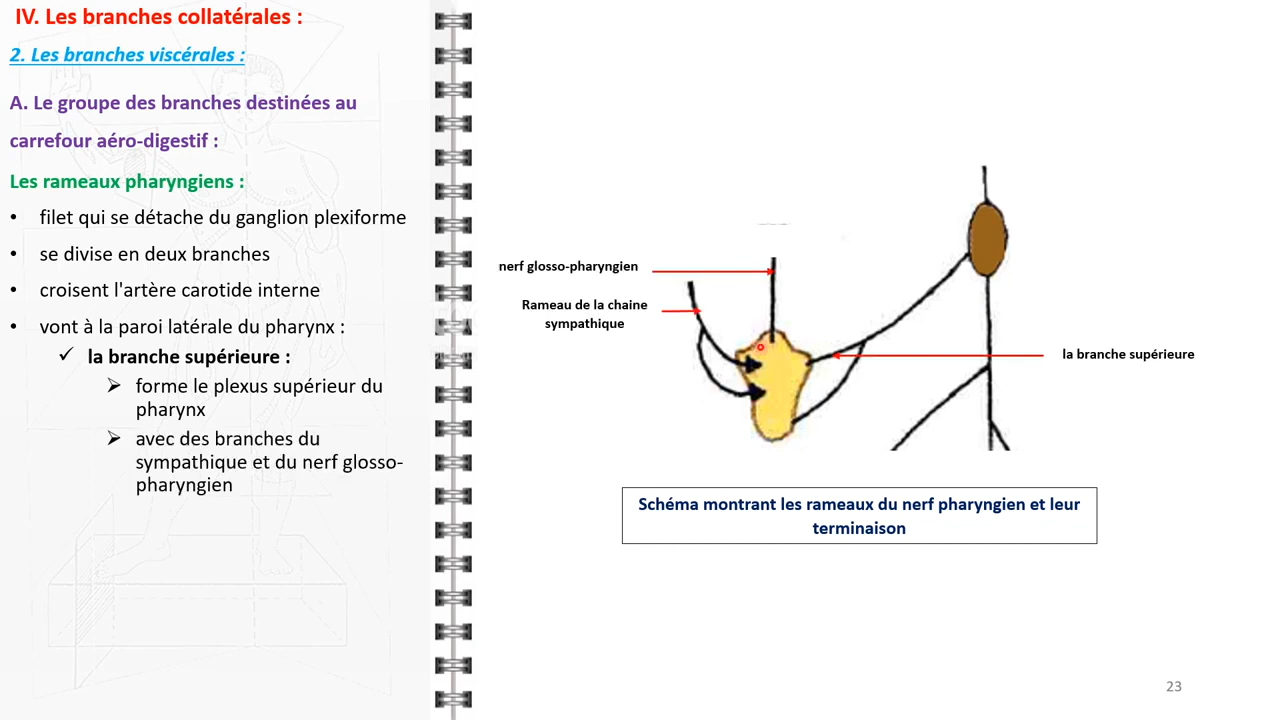 IV. Les branches collatérales :
2. Les branches viscérales :
A. Le groupe des branches destinées au
carrefour aéro-digestif :
Les rameaux pharyngiens :
• filet qui se détache du ganglion plexiforme
• se divise en deux branches
• croisent l'artère carotide interne
• vont à la paroi latérale du pharynx :
✓ la branche supérieure :
➢ forme le plexus supérieur du
pharynx
➢ avec des branches du
sympathique et du nerf glosso-
pharyngien
nerf glosso-pharyngien
Rameau de la chaine
sympathique
la branche supérieure
Schéma montrant les rameaux du nerf pharyngien et leur
terminaison
23